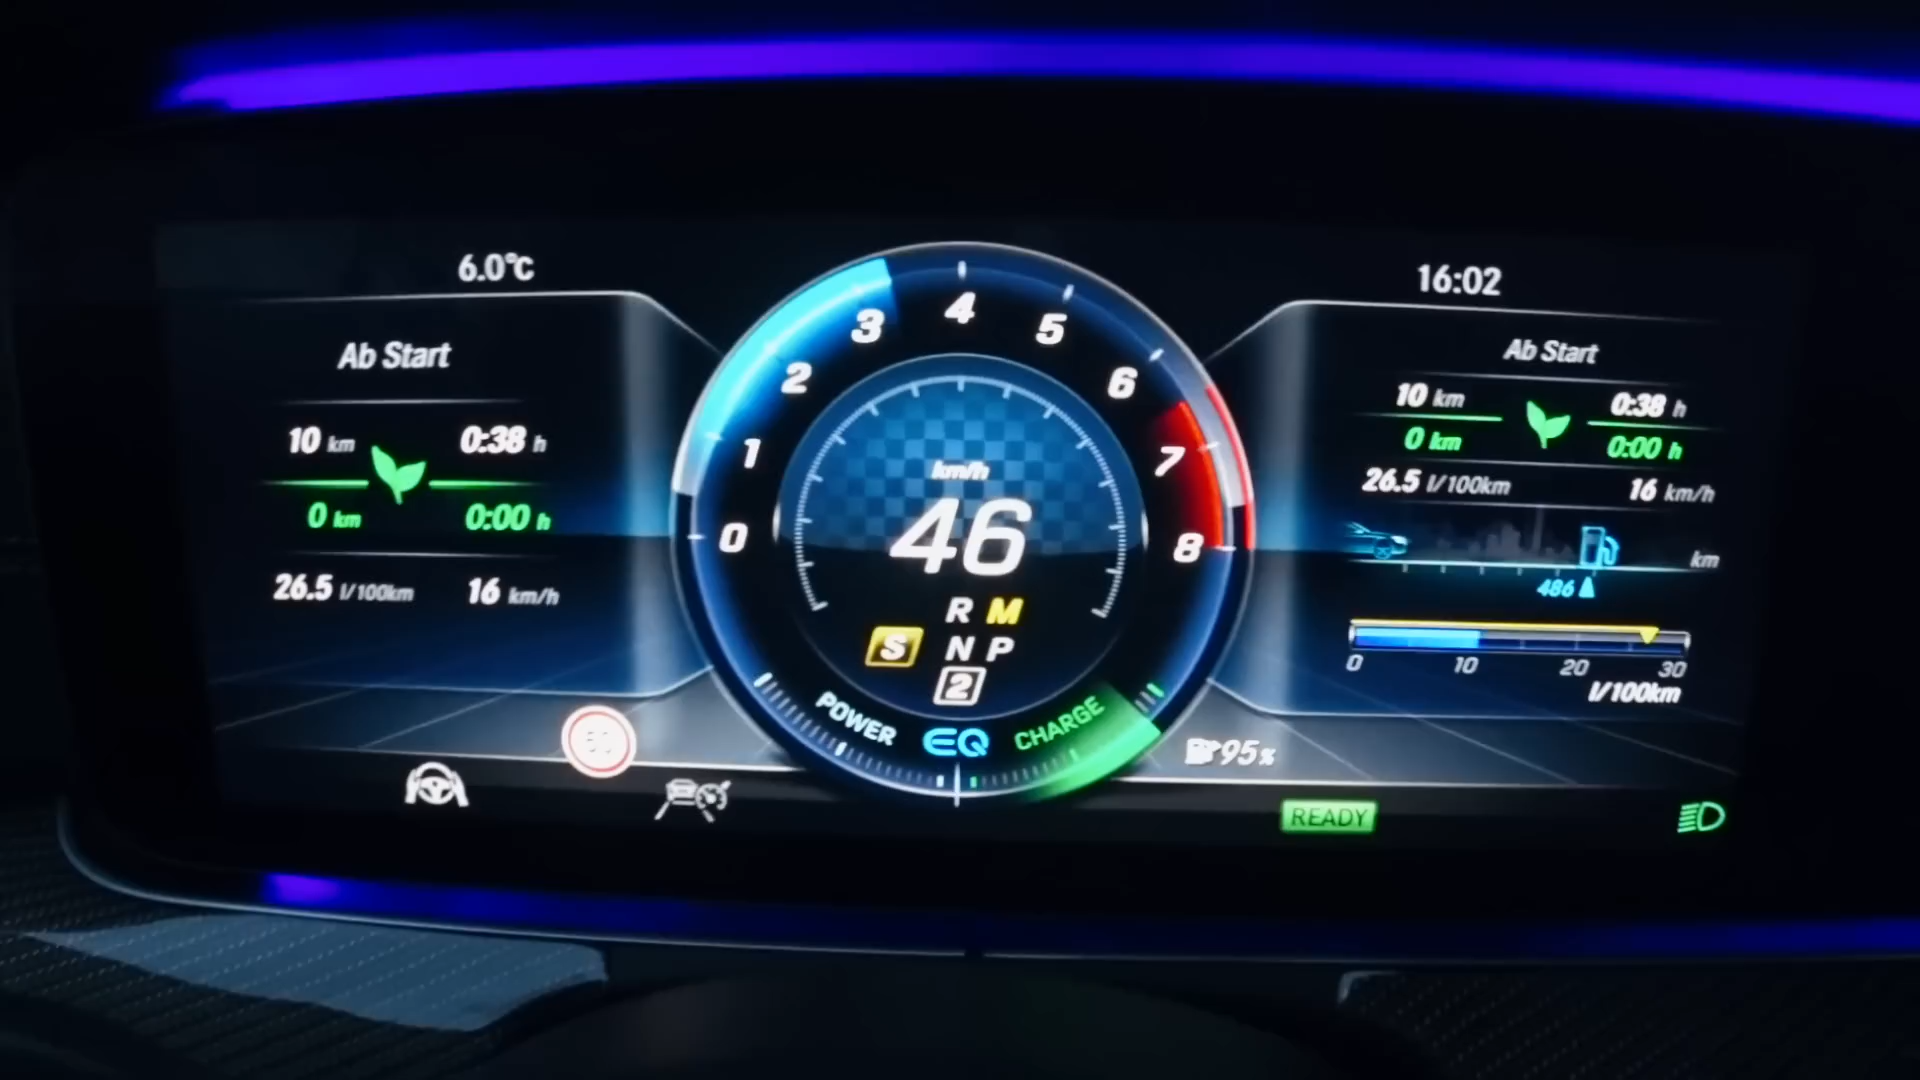 6.0°C
Ab Start
10 km 0:38 h
0 km 0:00 h
26.5 l/100km 16 km/h
0 1 2 3 4 5 6 7 8
km/h
46
R M
S N P
2
POWER EQ CHARGE
16:02
Ab Start
10 km 0:38 h
0 km 0:00 h
26.5 l/100km 16 km/h
km
486
0 10 20 30
l/100km
95%
READY